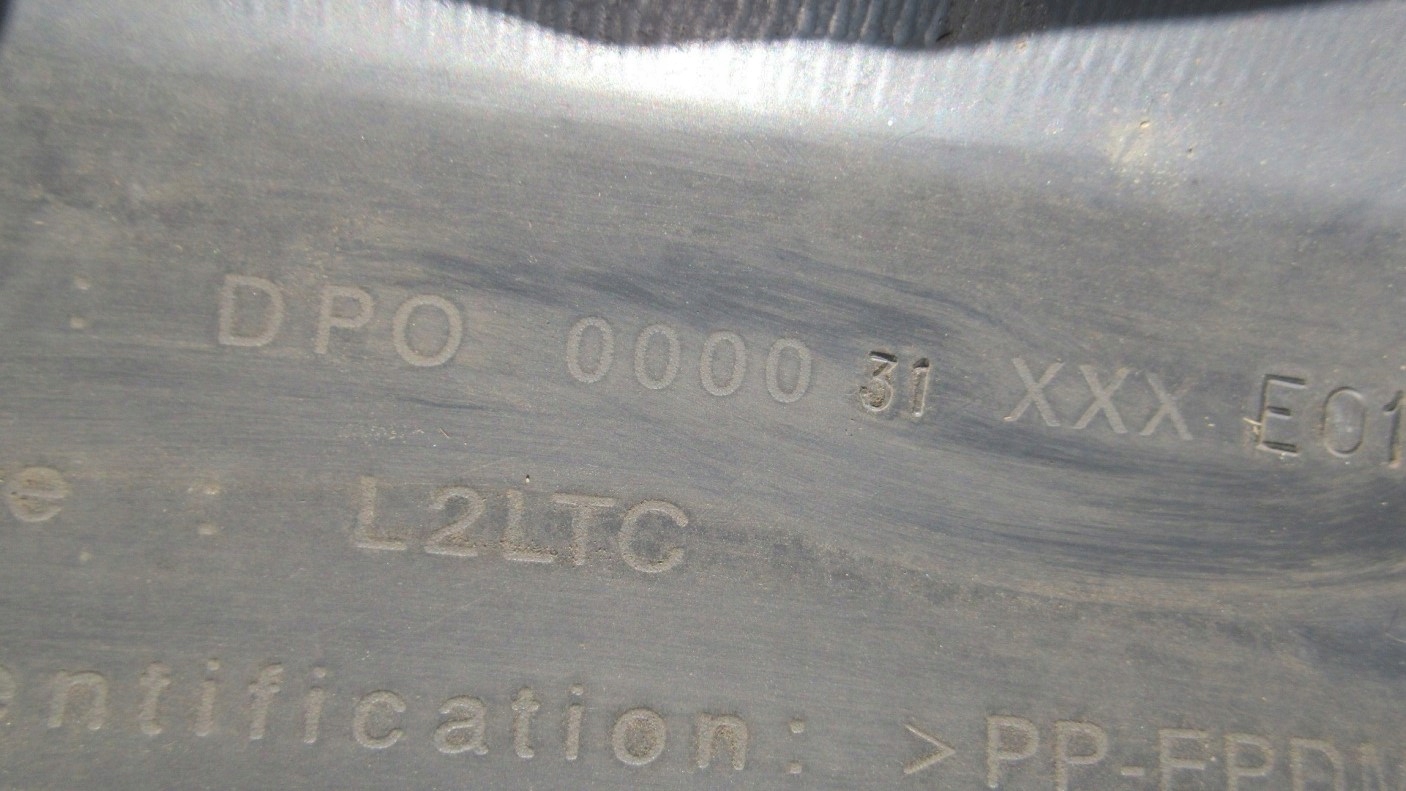 : DPO 0000 31 XXX E01
e : L2LTC
entification: >PP-EPDM